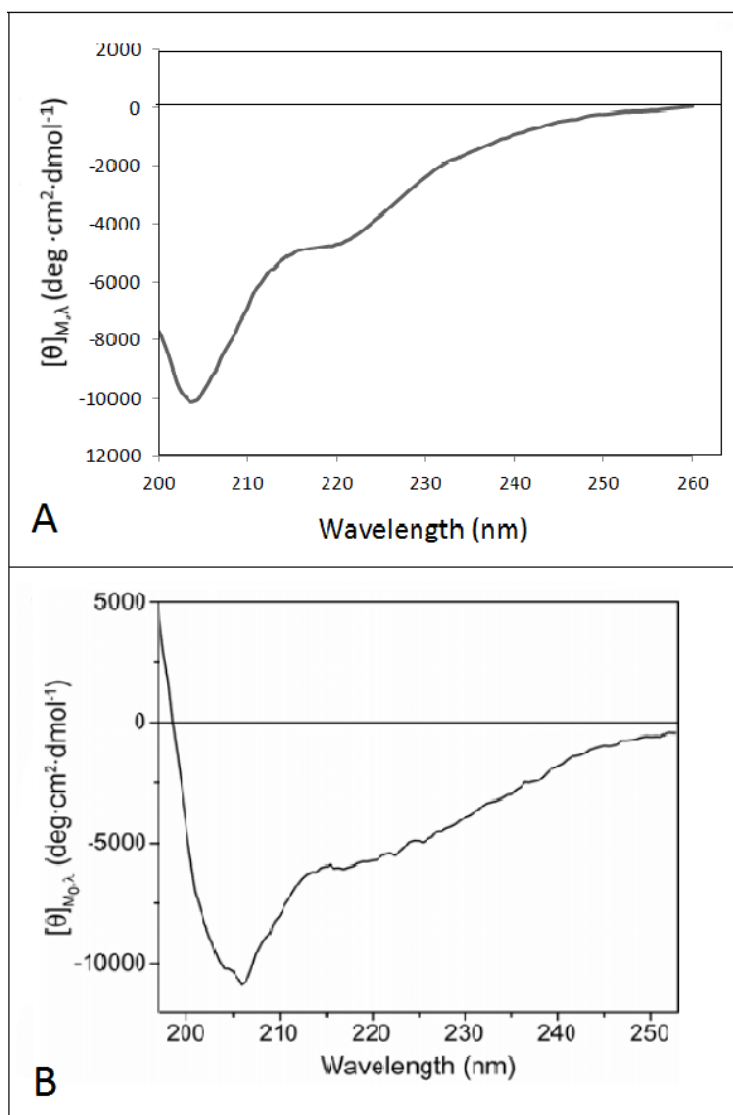 2000
0
-2000
-4000
-6000
-8000
-10000
12000
200 210 220 230 240 250 260
[θ]M,λ (deg ·cm²·dmol⁻¹)
Wavelength (nm)
A
5000
0
-5000
-10000
200 210 220 230 240 250
[θ]M₀,λ (deg·cm²·dmol⁻¹)
Wavelength (nm)
B